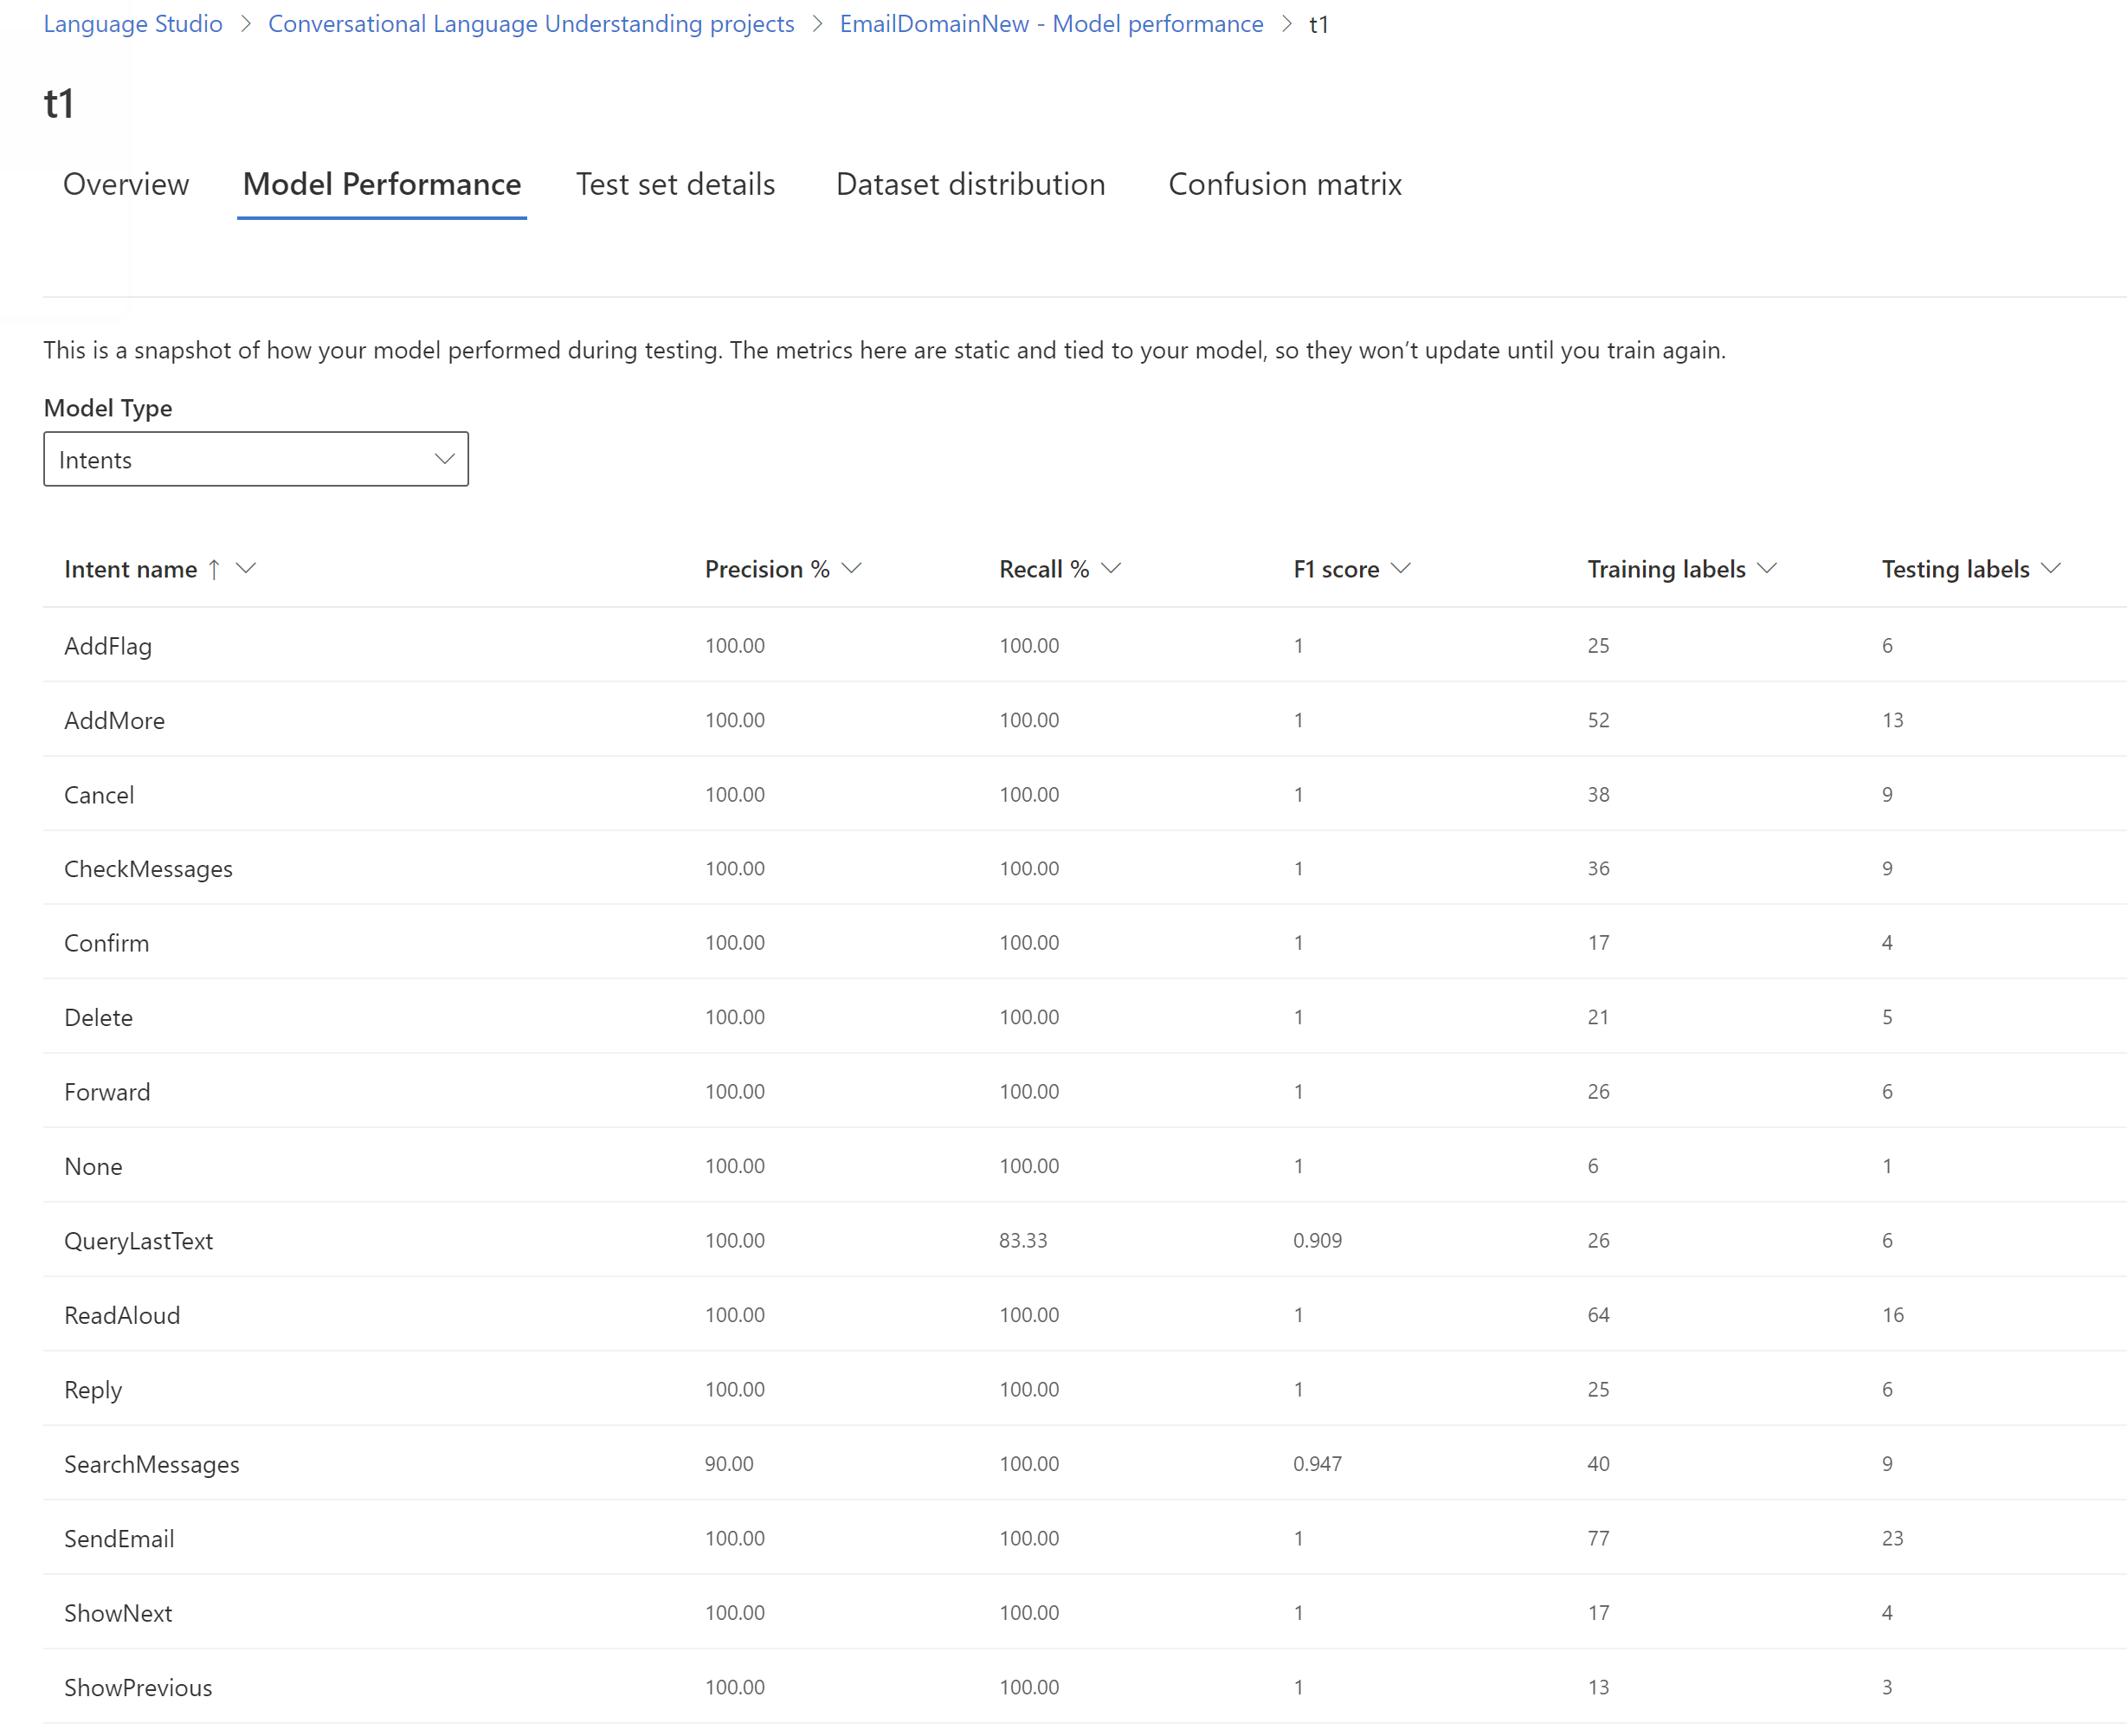 Language Studio > Conversational Language Understanding projects > EmailDomainNew - Model performance > t1
t1
Overview Model Performance Test set details Dataset distribution Confusion matrix
This is a snapshot of how your model performed during testing. The metrics here are static and tied to your model, so they won’t update until you train again.
Model Type
Intents
Intent name ↑ Precision % Recall % F1 score Training labels Testing labels
AddFlag 100.00 100.00 1 25 6
AddMore 100.00 100.00 1 52 13
Cancel 100.00 100.00 1 38 9
CheckMessages 100.00 100.00 1 36 9
Confirm 100.00 100.00 1 17 4
Delete 100.00 100.00 1 21 5
Forward 100.00 100.00 1 26 6
None 100.00 100.00 1 6 1
QueryLastText 100.00 83.33 0.909 26 6
ReadAloud 100.00 100.00 1 64 16
Reply 100.00 100.00 1 25 6
SearchMessages 90.00 100.00 0.947 40 9
SendEmail 100.00 100.00 1 77 23
ShowNext 100.00 100.00 1 17 4
ShowPrevious 100.00 100.00 1 13 3